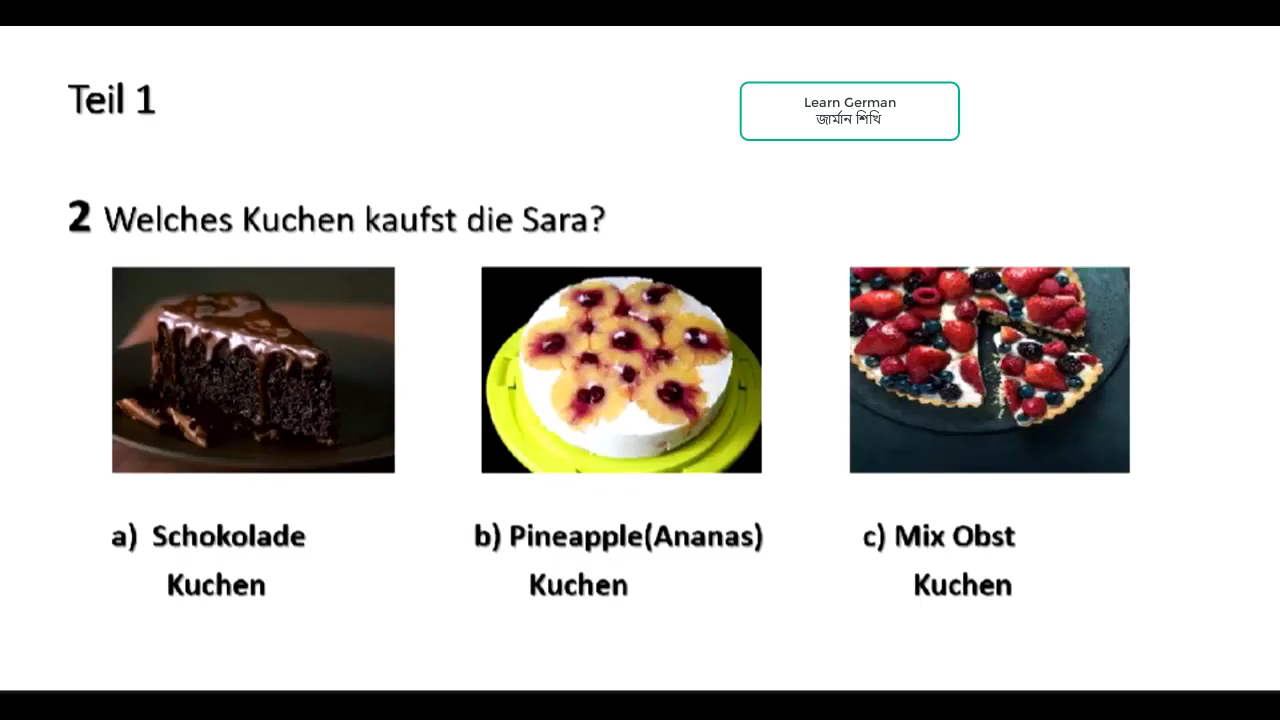 Teil 1
Learn German
জার্মান শিখি
2 Welches Kuchen kaufst die Sara?
a) Schokolade
Kuchen
b) Pineapple(Ananas)
Kuchen
c) Mix Obst
Kuchen